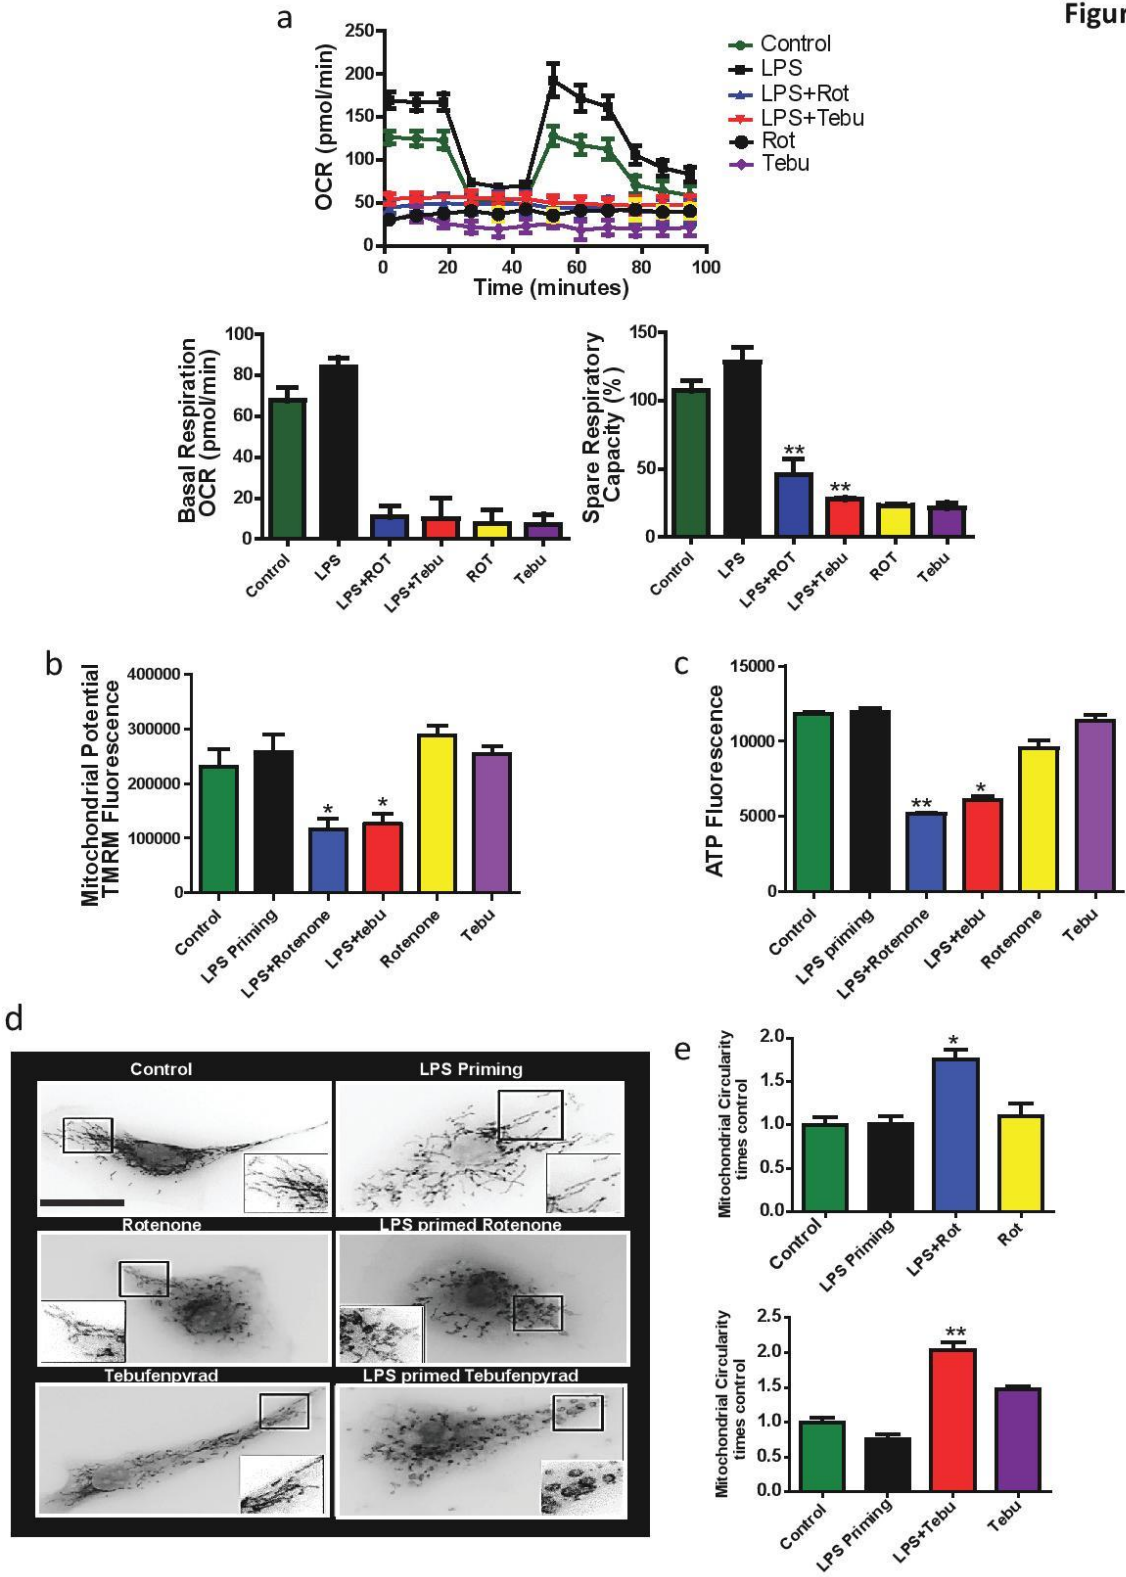 Figur
a
OCR (pmol/min)
250
200
150
100
50
0
0 20 40 60 80 100
Time (minutes)
Control
LPS
LPS+Rot
LPS+Tebu
Rot
Tebu
Basal Respiration
OCR (pmol/min)
100
80
60
40
20
0
Control LPS LPS+ROT LPS+Tebu ROT Tebu
Spare Respiratory
Capacity (%)
150
100
50
0
** **
Control LPS LPS+ROT LPS+Tebu ROT Tebu
b
Mitochondrial Potential
TMRM Fluorescence
400000
300000
200000
100000
0
* *
Control LPS Priming LPS+Rotenone LPS+tebu Rotenone Tebu
c
ATP Fluorescence
15000
10000
5000
0
** *
Control LPS priming LPS+Rotenone LPS+tebu Rotenone Tebu
d
Control LPS Priming
Rotenone LPS primed Rotenone
Tebufenpyrad LPS primed Tebufenpyrad
e
Mitochondrial Circularity
times control
2.0
1.5
1.0
0.5
0.0
*
Control LPS Priming LPS+Rot Rot
Mitochondrial Circularity
times control
2.5
2.0
1.5
1.0
0.5
0.0
**
Control LPS Priming LPS+Tebu Tebu